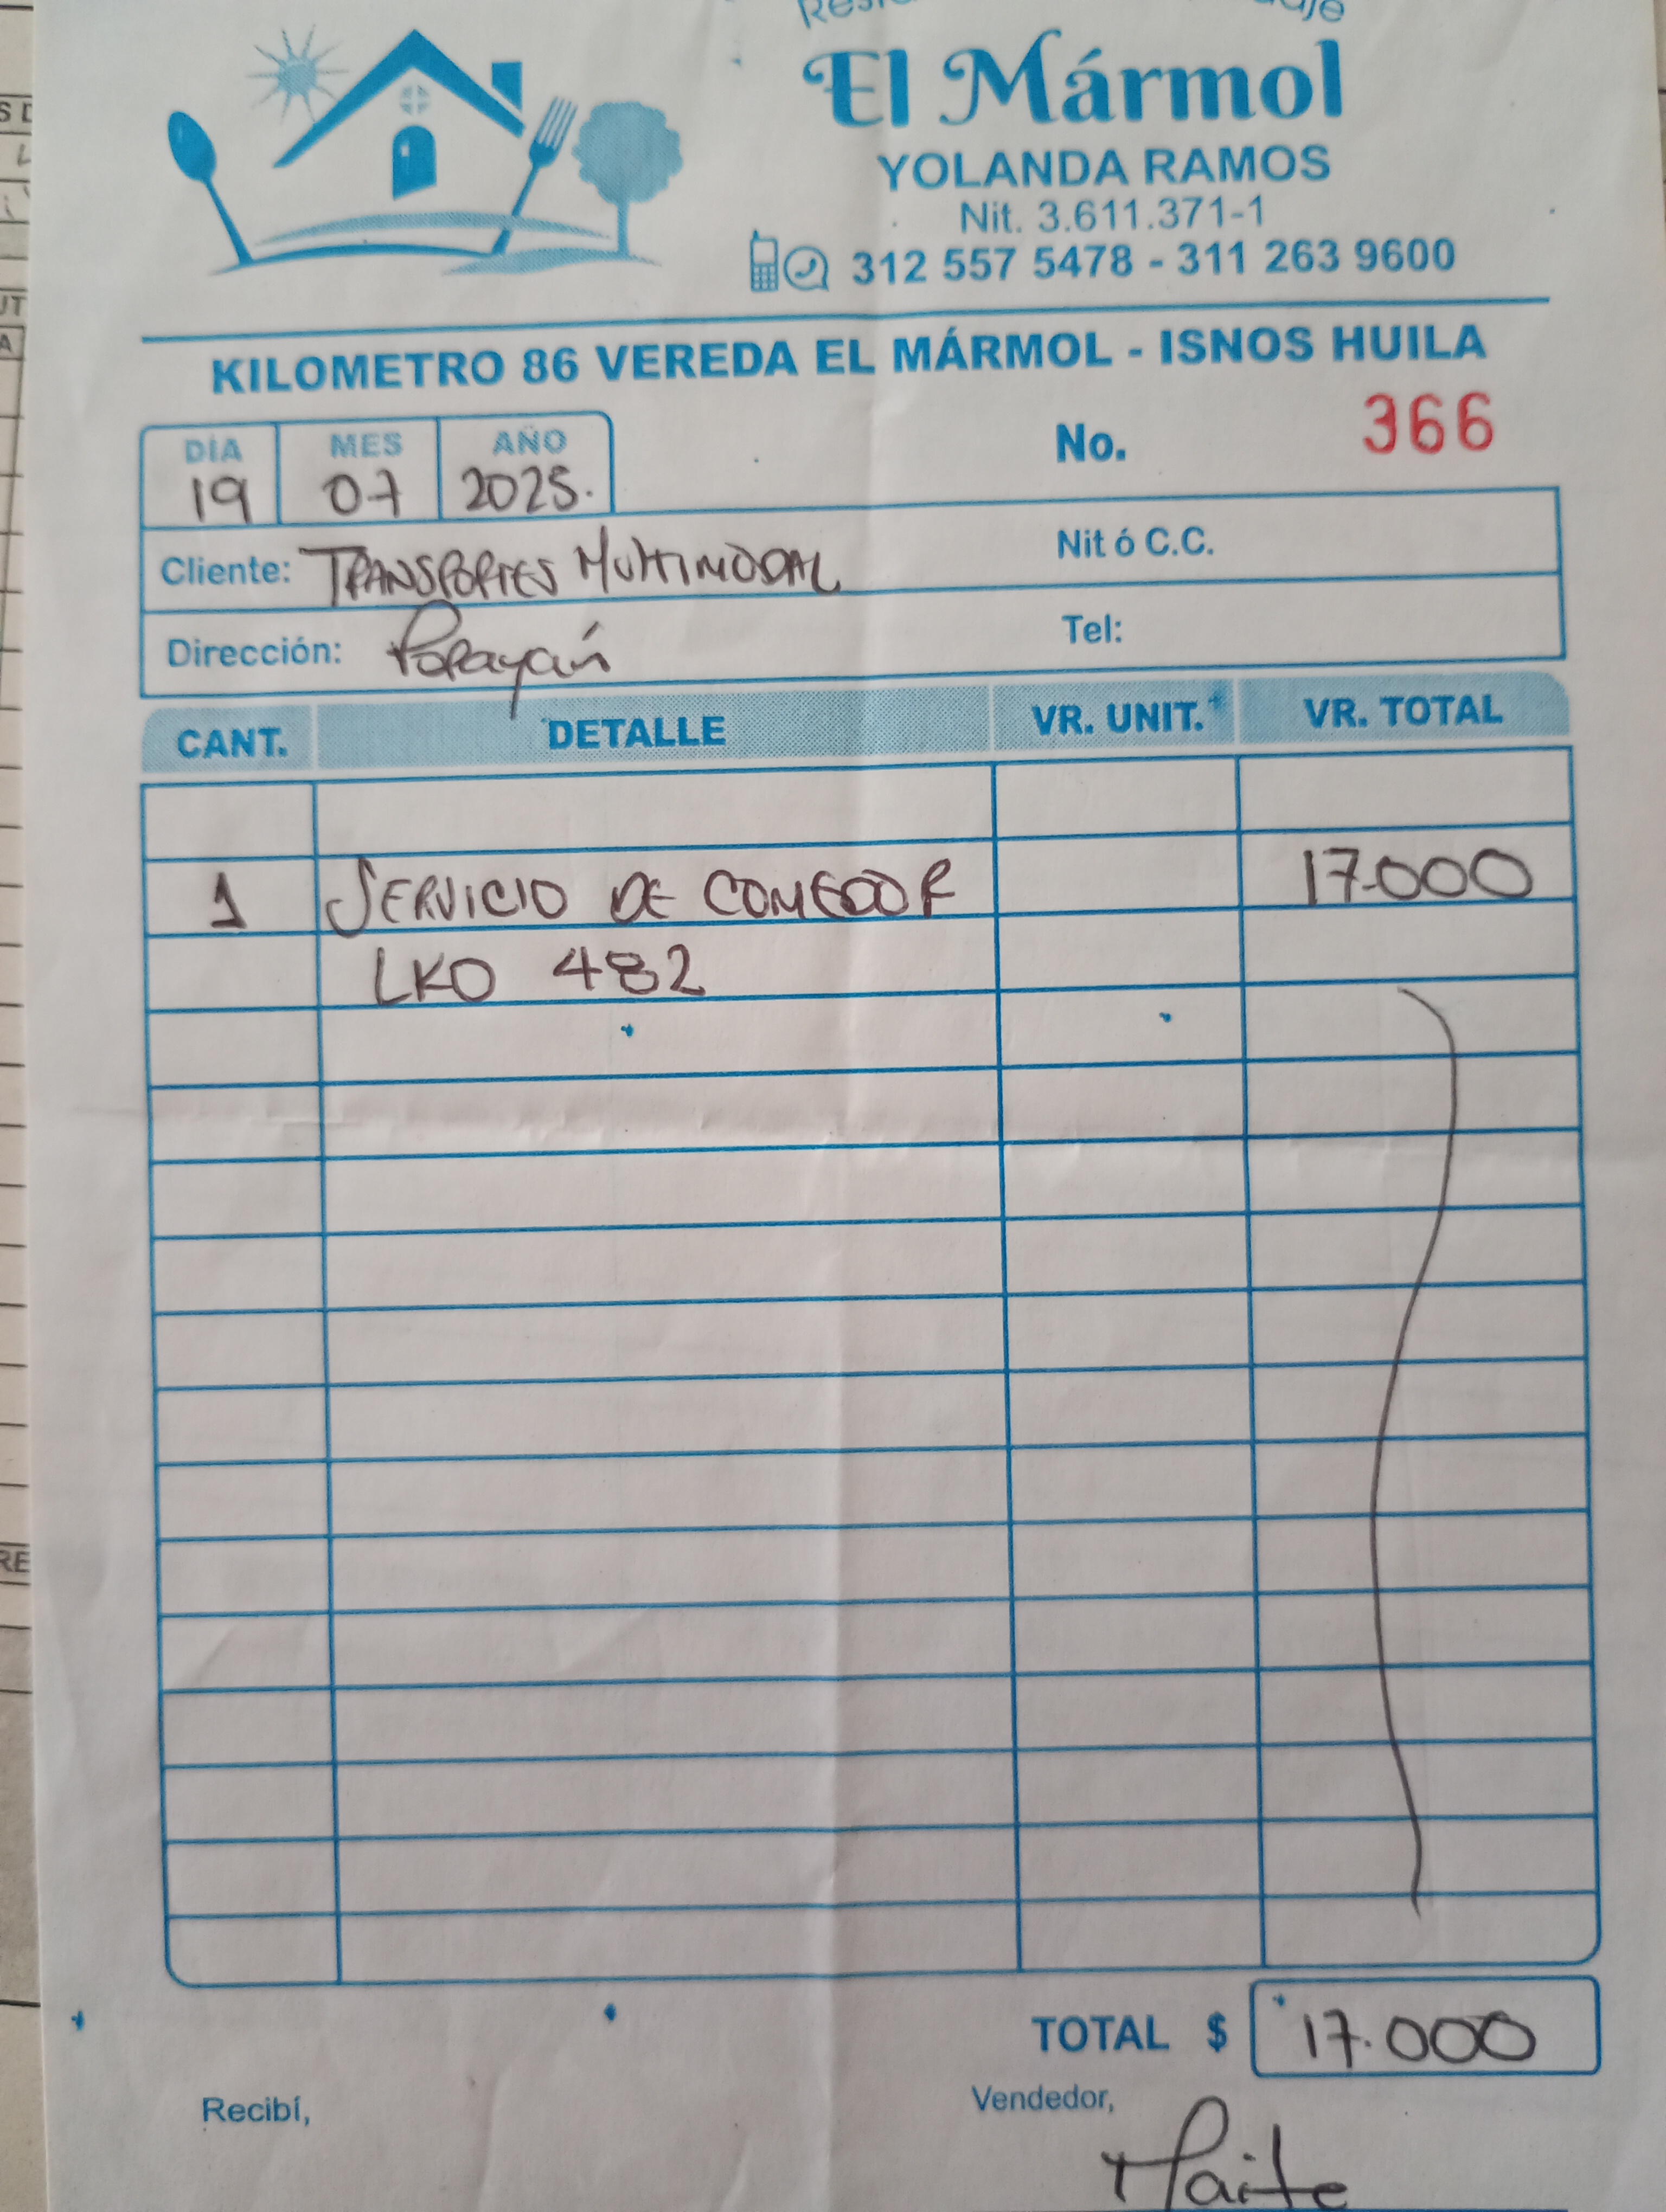 El Mármol
YOLANDA RAMOS
Nit. 3.611.371-1
312 557 5478 - 311 263 9600
KILOMETRO 86 VEREDA EL MÁRMOL - ISNOS HUILA
DÍA MES AÑO No. 366
19 07 2025.
Cliente: TRANSPORTES MULTIMODAL Nit ó C.C.
Dirección: Popayán Tel:
CANT. DETALLE VR. UNIT. VR. TOTAL
1 SERVICIO DE COMEDOR 17.000
LKO 482
TOTAL $ 17.000
Recibí, Vendedor,
Maite